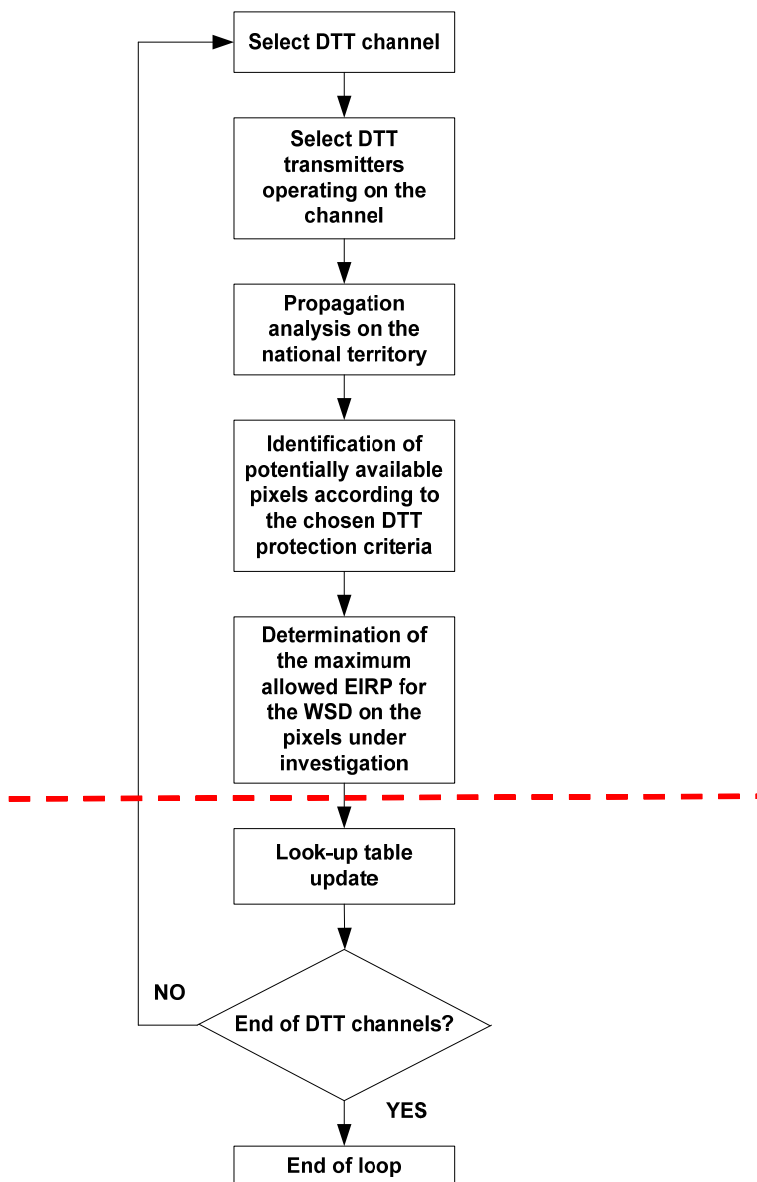 Select DTT channel
Select DTT
transmitters
operating on the
channel
Propagation
analysis on the
national territory
Identification of
potentially available
pixels according to
the chosen DTT
protection criteria
Determination of
the maximum
allowed EIRP for
the WSD on the
pixels under
investigation
Look-up table
update
NO
End of DTT channels?
YES
End of loop